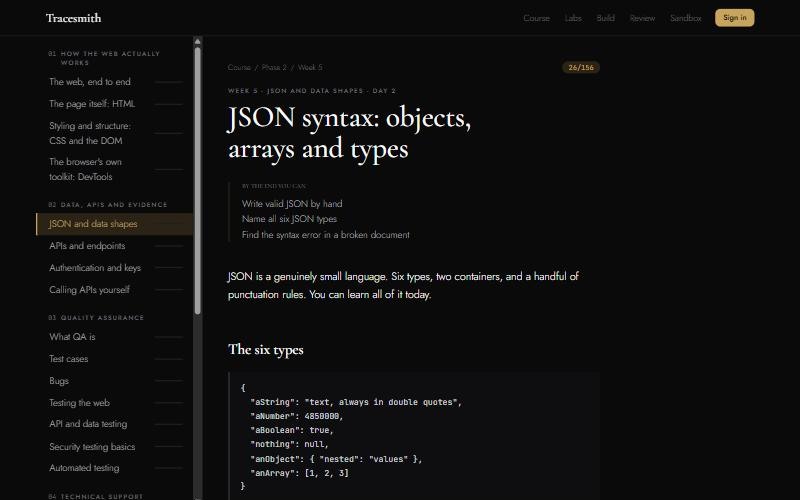 Tracesmith
Course Labs Build Review Sandbox Sign in
01 HOW THE WEB ACTUALLY
WORKS
The web, end to end
The page itself: HTML
Styling and structure:
CSS and the DOM
The browser's own
toolkit: DevTools
02 DATA, APIS AND EVIDENCE
JSON and data shapes
APIs and endpoints
Authentication and keys
Calling APIs yourself
03 QUALITY ASSURANCE
What QA is
Test cases
Bugs
Testing the web
API and data testing
Security testing basics
Automated testing
04 TECHNICAL SUPPORT
Course / Phase 2 / Week 5
26/156
WEEK 5 · JSON AND DATA SHAPES · DAY 2
JSON syntax: objects,
arrays and types
BY THE END YOU CAN
Write valid JSON by hand
Name all six JSON types
Find the syntax error in a broken document
JSON is a genuinely small language. Six types, two containers, and a handful of
punctuation rules. You can learn all of it today.
The six types
{
"aString": "text, always in double quotes",
"aNumber": 4850000,
"aBoolean": true,
"nothing": null,
"anObject": { "nested": "values" },
"anArray": [1, 2, 3]
}